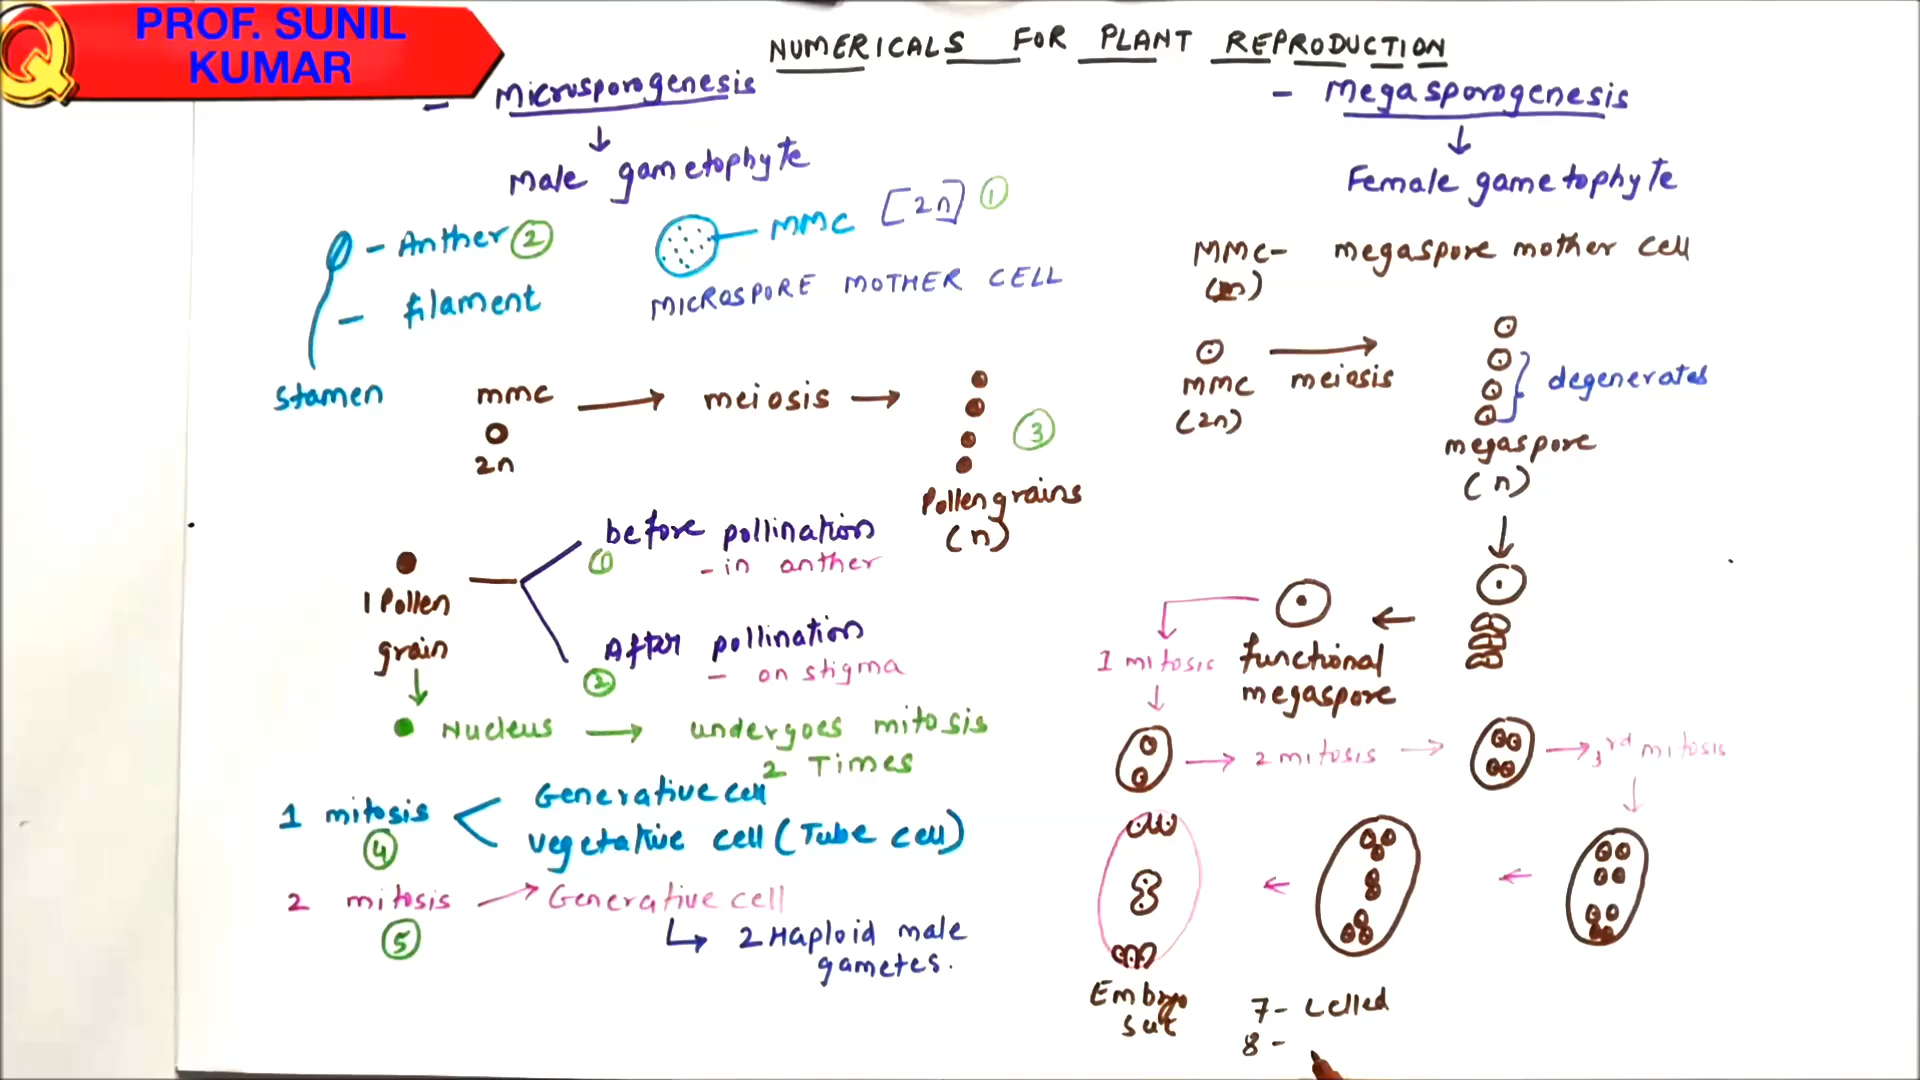 PROF. SUNIL
KUMAR
NUMERICALS FOR PLANT REPRODUCTION
- Microsporogenesis
Male gametophyte
- Anther 2
- filament
Stamen
MMC [2n] 1
MICROSPORE MOTHER CELL
mmc → meiosis →
2n
3
Pollengrains
(n)
1 Pollen
grain
before pollination
1
- in anther
After pollination
2
- on stigma
Nucleus → undergoes mitosis
2 Times
1 mitosis
4
Generative cell
vegetative cell (Tube cell)
2 mitosis → Generative cell
5
2 Haploid male
gametes.
- Megasporogenesis
Female gametophyte
MMC- megaspore mother cell
MMC
(2n)
meiosis
degenerates
megaspore
(n)
functional
megaspore
1 mitosis
→ 2 mitosis → → 3rd mitosis
Embryo
7- celled
8-